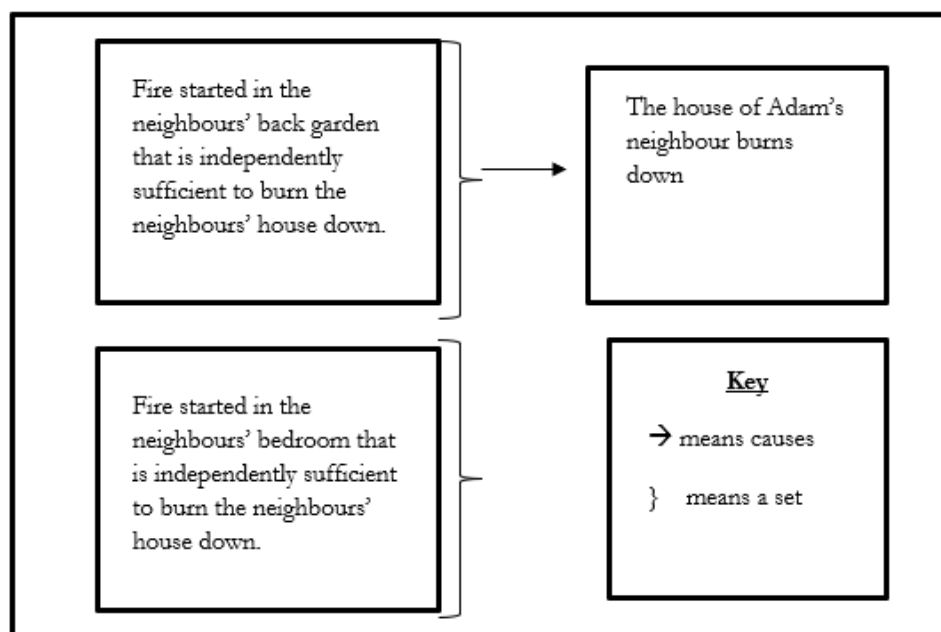 Fire started in the
neighbours’ back garden
that is independently
sufficient to burn the
neighbours’ house down.
The house of Adam’s
neighbour burns
down
Fire started in the
neighbours’ bedroom that
is independently sufficient
to burn the neighbours’
house down.
Key
→ means causes
} means a set